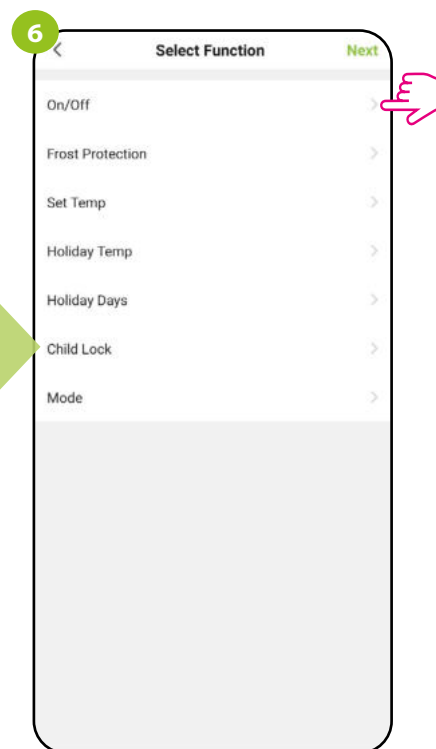 6
Select Function Next
On/Off
Frost Protection
Set Temp
Holiday Temp
Holiday Days
Child Lock
Mode